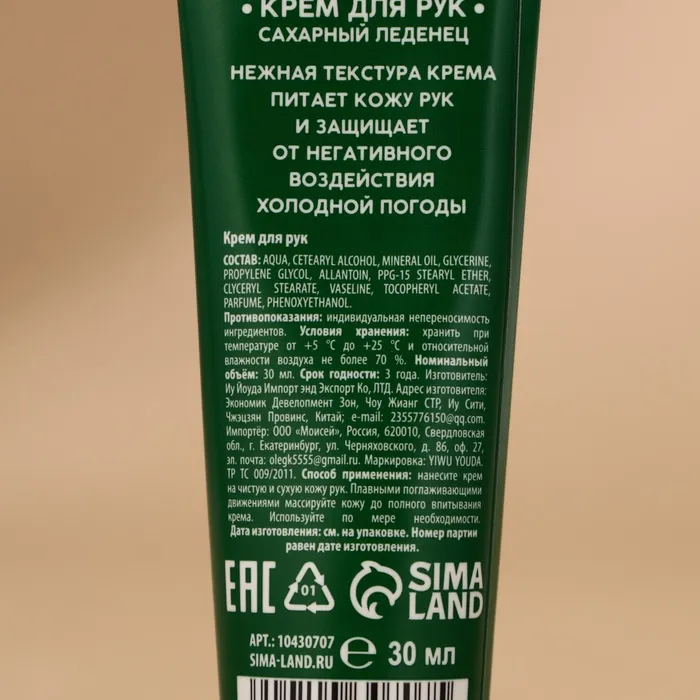 • КРЕМ ДЛЯ РУК •
САХАРНЫЙ ЛЕДЕНЕЦ
НЕЖНАЯ ТЕКСТУРА КРЕМА
ПИТАЕТ КОЖУ РУК
И ЗАЩИЩАЕТ
ОТ НЕГАТИВНОГО
ВОЗДЕЙСТВИЯ
ХОЛОДНОЙ ПОГОДЫ
Крем для рук
СОСТАВ: AQUA, CETEARYL ALCOHOL, MINERAL OIL, GLYCERINE,
PROPYLENE GLYCOL, ALLANTOIN, PPG-15 STEARYL ETHER,
GLYCERYL STEARATE, VASELINE, TOCOPHERYL ACETATE,
PARFUME, PHENOXYETHANOL.
Противопоказания: индивидуальная непереносимость
ингредиентов. Условия хранения: хранить при
температуре от +5 °C до +25 °C и относительной
влажности воздуха не более 70 %. Номинальный
объём: 30 мл. Срок годности: 3 года. Изготовитель:
Иу Йоуда Импорт энд Экспорт Ко, ЛТД. Адрес изготовителя:
Экономик Девелопмент Зон, Чоу Жианг СТР, Иу Сити,
Чжэцзян Провинс, Китай; e-mail: 2355776150@qq.com.
Импортёр: ООО «Моисей», Россия, 620010, Свердловская
обл., г. Екатеринбург, ул. Черняховского, д. 86, оф. 27,
эл. почта: olegk5555@gmail.ru. Маркировка: YIWU YOUDA.
ТР ТС 009/2011. Способ применения: нанесите крем
на чистую и сухую кожу рук. Плавными поглаживающими
движениями массируйте кожу до полного впитывания
крема. Используйте по мере необходимости.
Дата изготовления: см. на упаковке. Номер партии
равен дате изготовления.
EAC 01 SIMA LAND
АРТ.: 10430707
SIMA-LAND.RU ℮ 30 мл